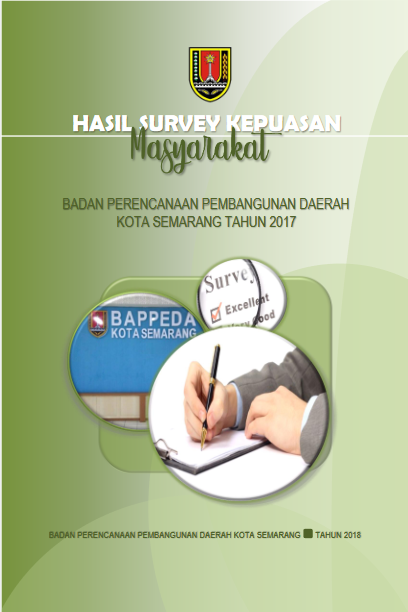 HASIL SURVEY KEPUASAN
Masyarakat
BADAN PERENCANAAN PEMBANGUNAN DAERAH
KOTA SEMARANG TAHUN 2017
Survey
Excellent
Good
BAPPEDA
KOTA SEMARANG
BADAN PERENCANAAN PEMBANGUNAN DAERAH KOTA SEMARANG ■ TAHUN 2018